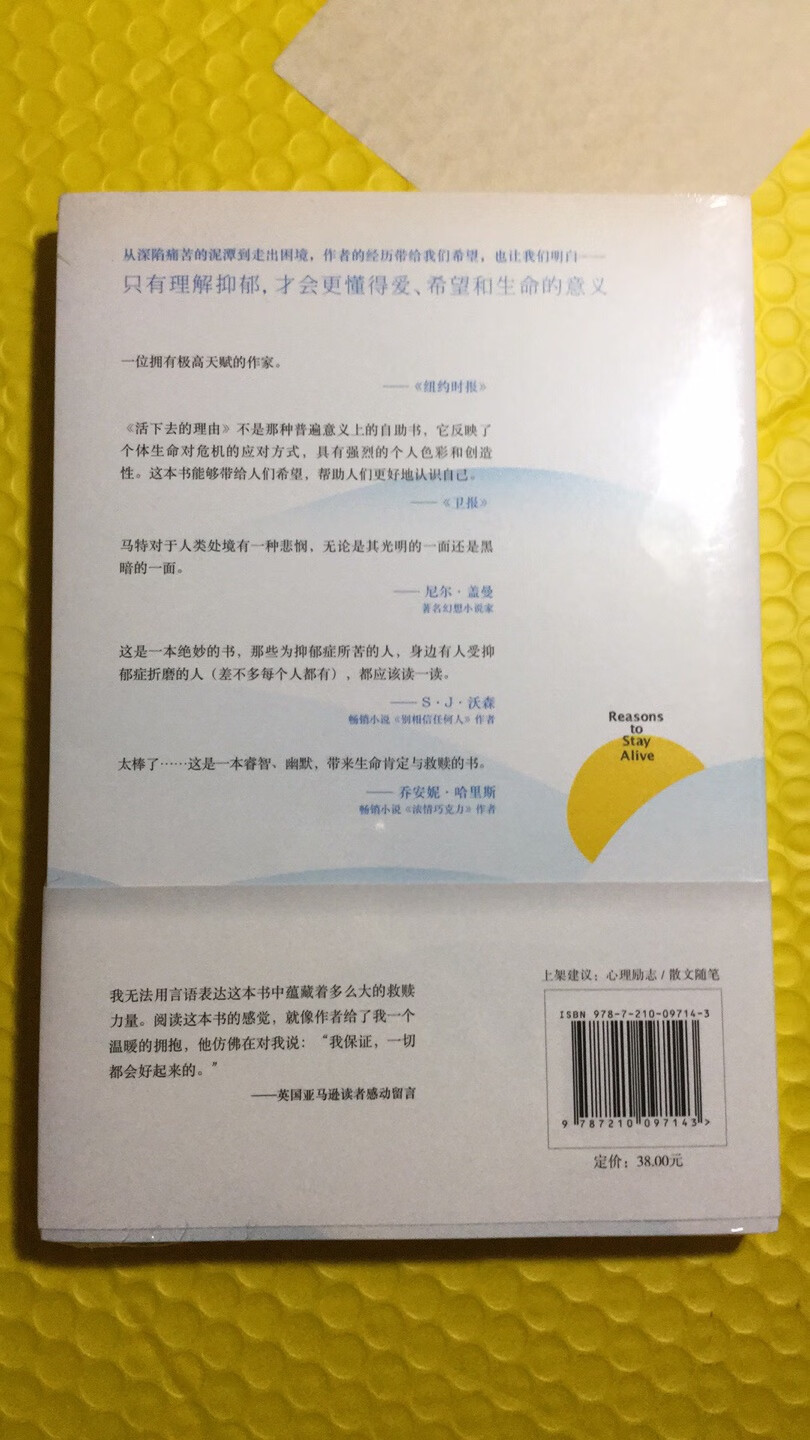 从深陷痛苦的泥潭到走出困境，作者的经历带给我们希望，也让我们明白——
只有理解抑郁，才会更懂得爱、希望和生命的意义
一位拥有极高天赋的作家。
——《纽约时报》
《活下去的理由》不是那种普遍意义上的自助书，它反映了
个体生命对危机的应对方式，具有强烈的个人色彩和创造
性。这本书能够带给人们希望，帮助人们更好地认识自己。
——《卫报》
马特对于人类处境有一种悲悯，无论是其光明的一面还是黑
暗的一面。
——尼尔·盖曼
著名幻想小说家
这是一本绝妙的书，那些为抑郁症所苦的人，身边有人受抑
郁症折磨的人（差不多每个人都有），都应该读一读。
——S·J·沃森
畅销小说《别相信任何人》作者
太棒了……这是一本睿智、幽默，带来生命肯定与救赎的书。
——乔安妮·哈里斯
畅销小说《浓情巧克力》作者
Reasons
to
Stay
Alive
我无法用言语表达这本书中蕴藏着多么大的救赎
力量。阅读这本书的感觉，就像作者给了我一个
温暖的拥抱，他仿佛在对我说：“我保证，一切
都会好起来的。”
——英国亚马逊读者感动留言
上架建议：心理励志/散文随笔
ISBN 978-7-210-09714-3
9 787210 097143 >
定价：38.00元